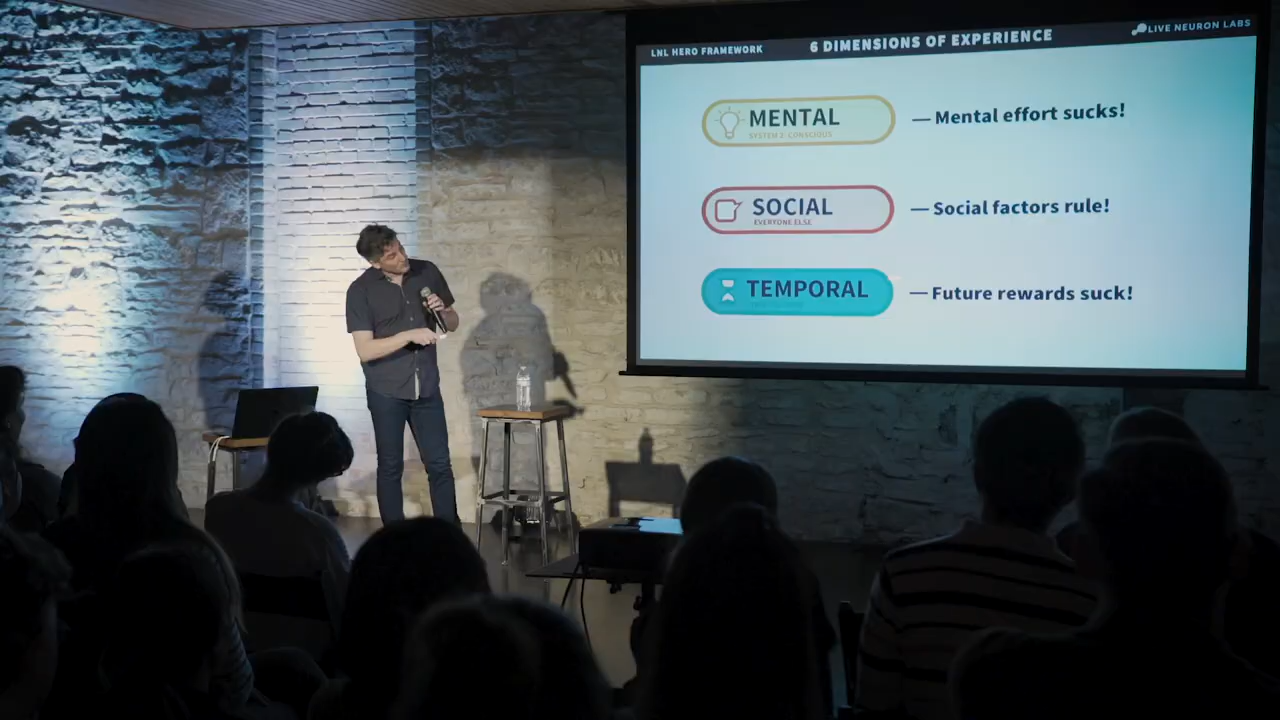 LNL HERO FRAMEWORK
6 DIMENSIONS OF EXPERIENCE
LIVE NEURON LABS
MENTAL
SYSTEM 2: CONSCIOUS
— Mental effort sucks!
SOCIAL
EVERYONE ELSE
— Social factors rule!
TEMPORAL
— Future rewards suck!